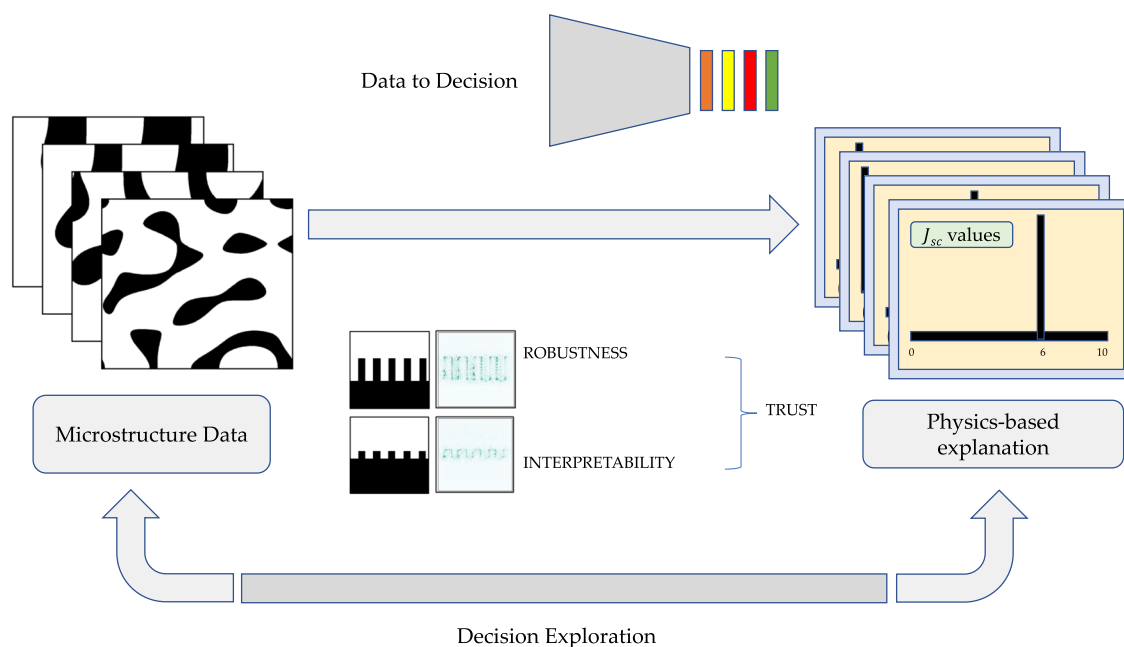 Data to Decision
J_sc values
0 6 10
ROBUSTNESS
TRUST
INTERPRETABILITY
Microstructure Data
Physics-based
explanation
Decision Exploration